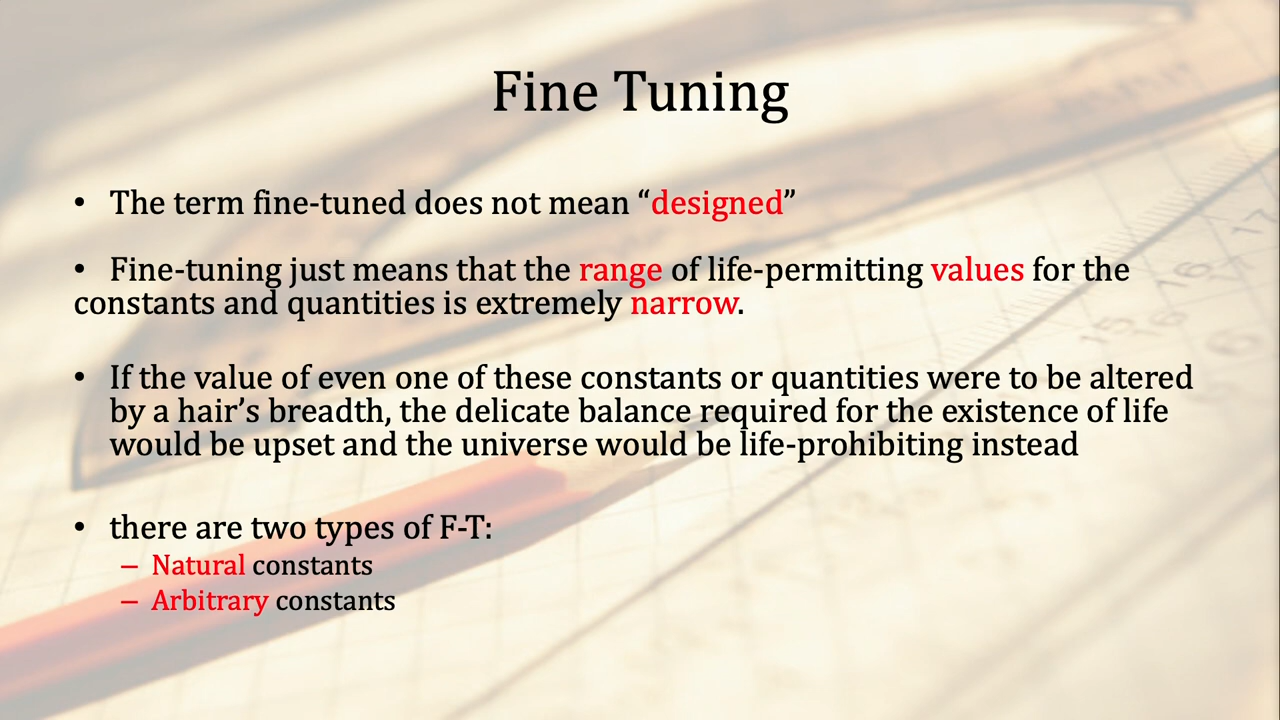 Fine Tuning
• The term fine-tuned does not mean “designed”
• Fine-tuning just means that the range of life-permitting values for the
constants and quantities is extremely narrow.
• If the value of even one of these constants or quantities were to be altered
by a hair’s breadth, the delicate balance required for the existence of life
would be upset and the universe would be life-prohibiting instead
• there are two types of F-T:
– Natural constants
– Arbitrary constants